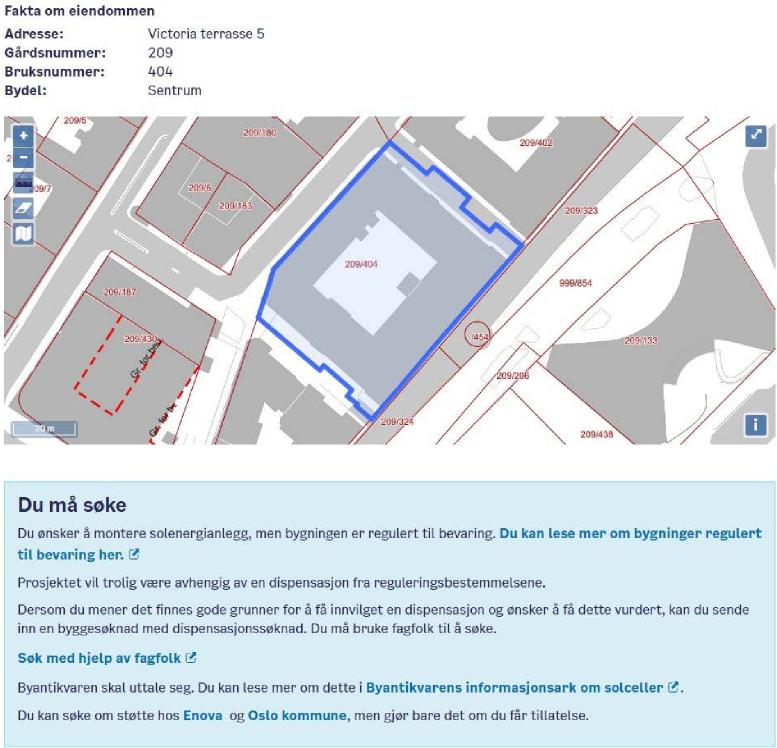 Fakta om eiendommen
Adresse: Victoria terrasse 5
Gårdsnummer: 209
Bruksnummer: 404
Bydel: Sentrum
209/5
209/180
209/402
209/6
209/183
209/323
209/404
999/854
209/187
209/430
Gr. for be
209/133
209/206
209/324
209/438
20 m
Du må søke
Du ønsker å montere solenergianlegg, men bygningen er regulert til bevaring. Du kan lese mer om bygninger regulert
til bevaring her.
Prosjektet vil trolig være avhengig av en dispensasjon fra reguleringsbestemmelsene.
Dersom du mener det finnes gode grunner for å få innvilget en dispensasjon og ønsker å få dette vurdert, kan du sende
inn en byggesøknad med dispensasjonssøknad. Du må bruke fagfolk til å søke.
Søk med hjelp av fagfolk
Byantikvaren skal uttale seg. Du kan lese mer om dette i Byantikvarens informasjonsark om solceller.
Du kan søke om støtte hos Enova og Oslo kommune, men gjør bare det om du får tillatelse.